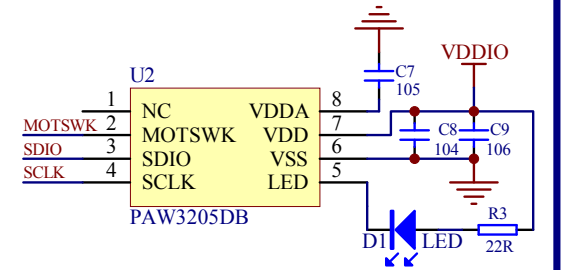 C7
105
VDDIO
U2
1 NC VDDA 8
MOTSWK 2 MOTSWK VDD 7
SDIO 3 SDIO VSS 6
SCLK 4 SCLK LED 5
C8
104
C9
106
PAW3205DB
D1 LED
R3
22R